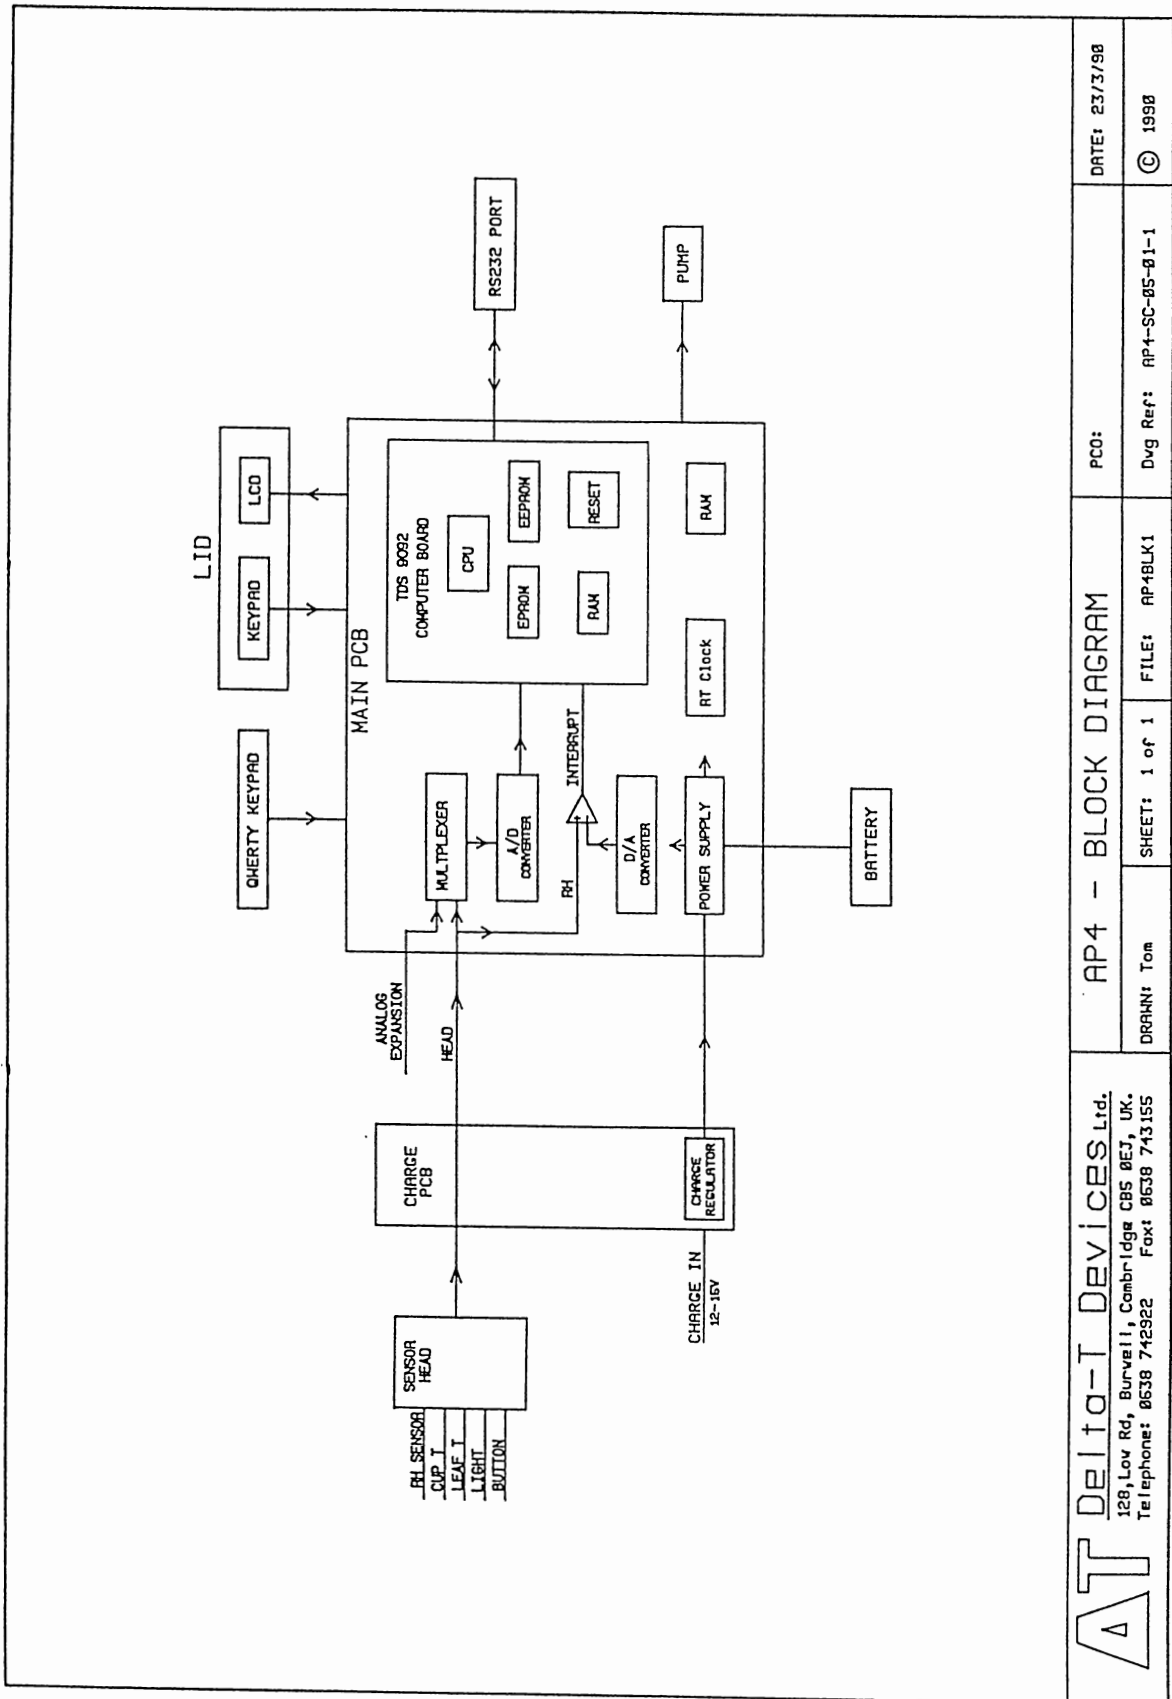 LID
QWERTY KEYPAD
KEYPAD
LCD
MAIN PCB
TDS 9092
COMPUTER BOARD
CPU
EPROM
EEPROM
RAM
RESET
RS232 PORT
PUMP
ANALOG
EXPANSION
HEAD
MULTPLEXER
A/D
CONVERTER
RH
INTERRUPT
D/A
CONVERTER
POWER SUPPLY
RT Clock
RAM
BATTERY
CHARGE
PCB
CHARGE
REGULATOR
CHARGE IN
12-16V
SENSOR
HEAD
RH SENSOR
CUP T
LEAF T
LIGHT
BUTTON
ΔT Delta-T Devices Ltd.
128,Low Rd, Burwell, Cambridge CB5 0EJ, UK.
Telephone: 0638 742922 Fax: 0638 743155
AP4 - BLOCK DIAGRAM
PCO:
DATE: 23/3/90
DRAWN: Tom
SHEET: 1 of 1
FILE: AP4BLK1
Dwg Ref: AP4-SC-05-01-1
© 1990